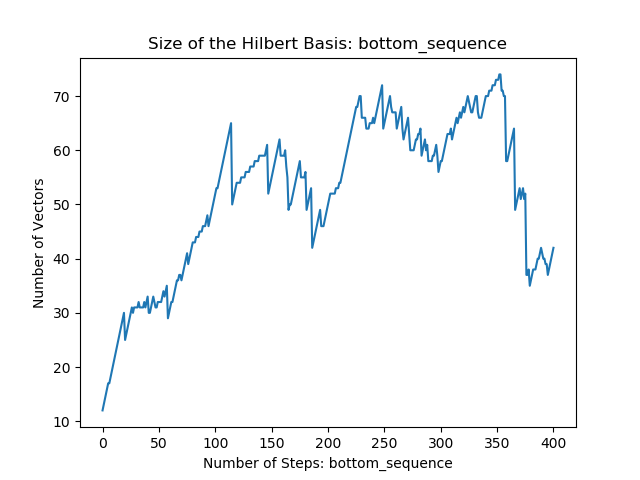 Size of the Hilbert Basis: bottom_sequence
Number of Vectors
70
60
50
40
30
20
10
0 50 100 150 200 250 300 350 400
Number of Steps: bottom_sequence